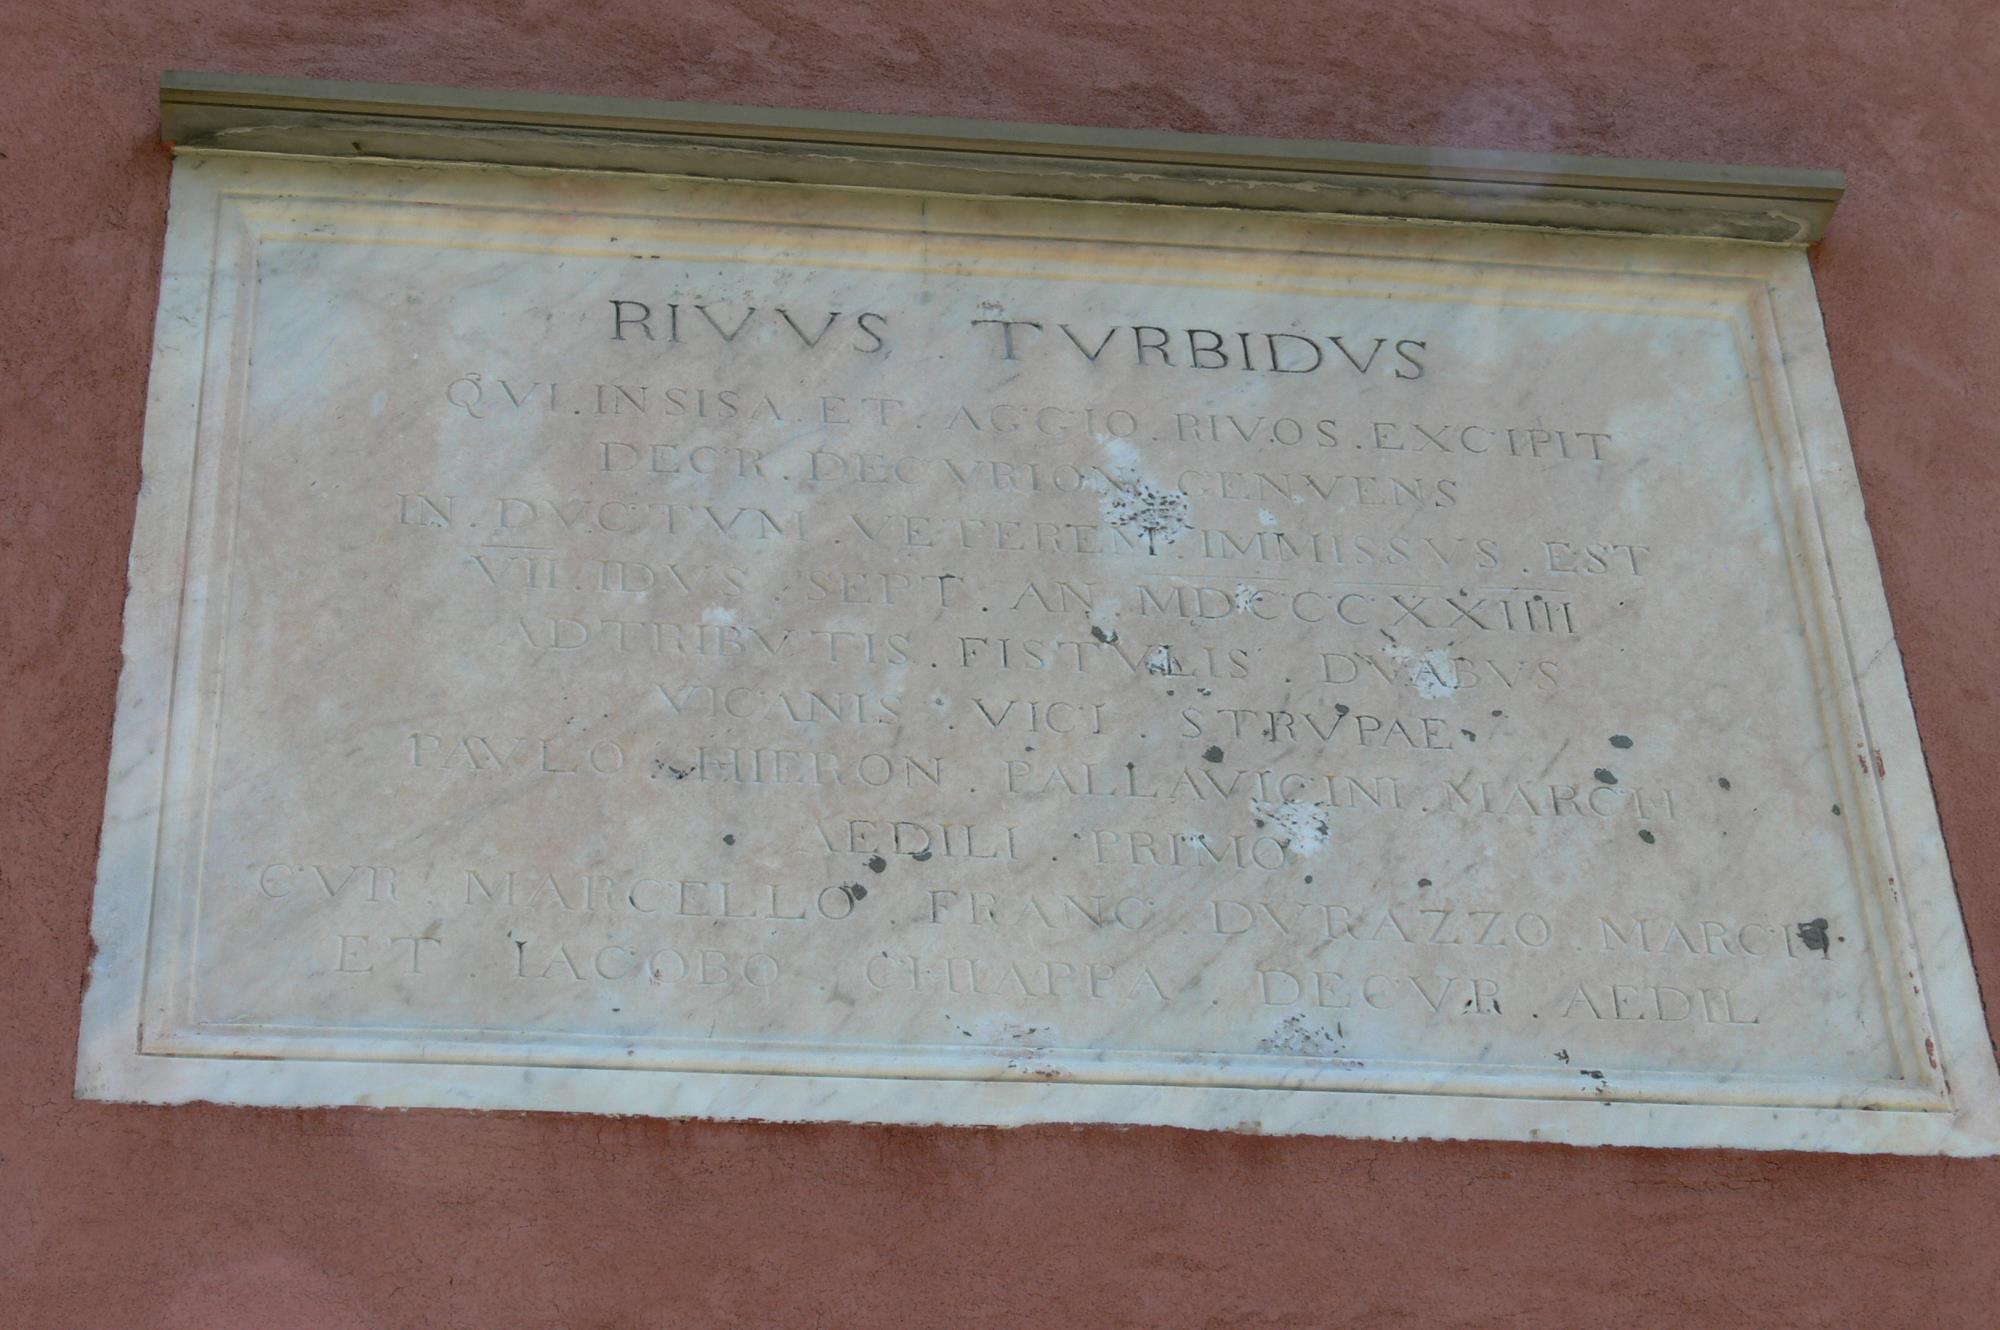 RIVVS TVRBIDVS
QVI . INSISA . ET . AGGIO . RIVOS . EXCIPIT
DECR . DECVRION GENVENS
IN . DVCTVM . VETEREM . IMMISSVS . EST
VII . IDVS . SEPT . AN . MDCCCXXIIII
ADTRIBVTIS . FISTVLIS . DVABVS
VICANIS . VICI . STRVPAE
PAVLO . HIERON . PALLAVICINI . MARCH
AEDILI . PRIMO
CVR . MARCELLO . FRANC . DVRAZZO . MARCH
ET . IACOBO . CHIAPPA . DECVR . AEDIL